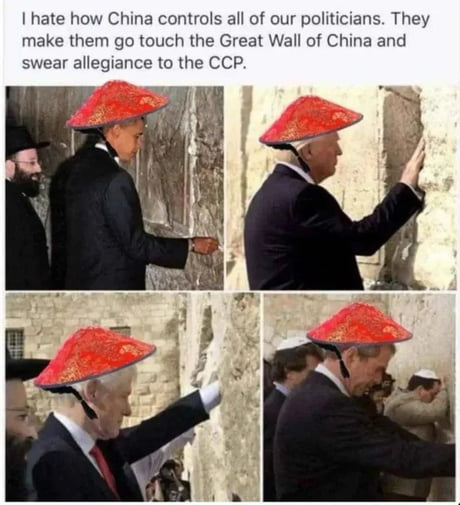 I hate how China controls all of our politicians. They
make them go touch the Great Wall of China and
swear allegiance to the CCP.